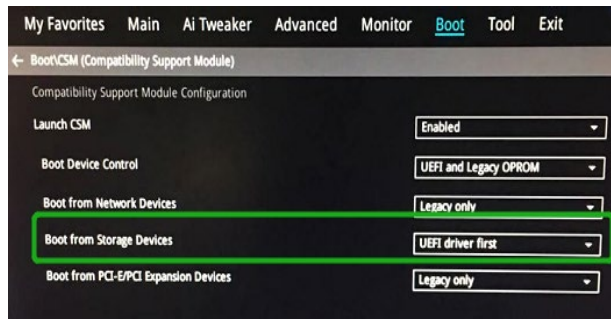 My Favorites Main Ai Tweaker Advanced Monitor Boot Tool Exit
← Boot\CSM (Compatibility Support Module)
Compatibility Support Module Configuration
Launch CSM Enabled
Boot Device Control UEFI and Legacy OPROM
Boot from Network Devices Legacy only
Boot from Storage Devices UEFI driver first
Boot from PCI-E/PCI Expansion Devices Legacy only